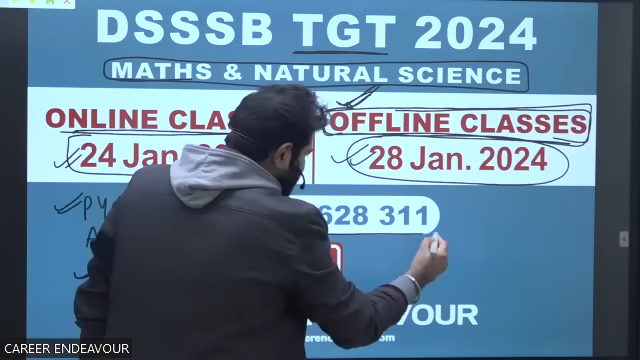 DSSSB TGT 2024
MATHS & NATURAL SCIENCE
ONLINE CLAS
OFFLINE CLASSES
24 Jan.
28 Jan. 2024
628 311
VOUR
.com
CAREER ENDEAVOUR